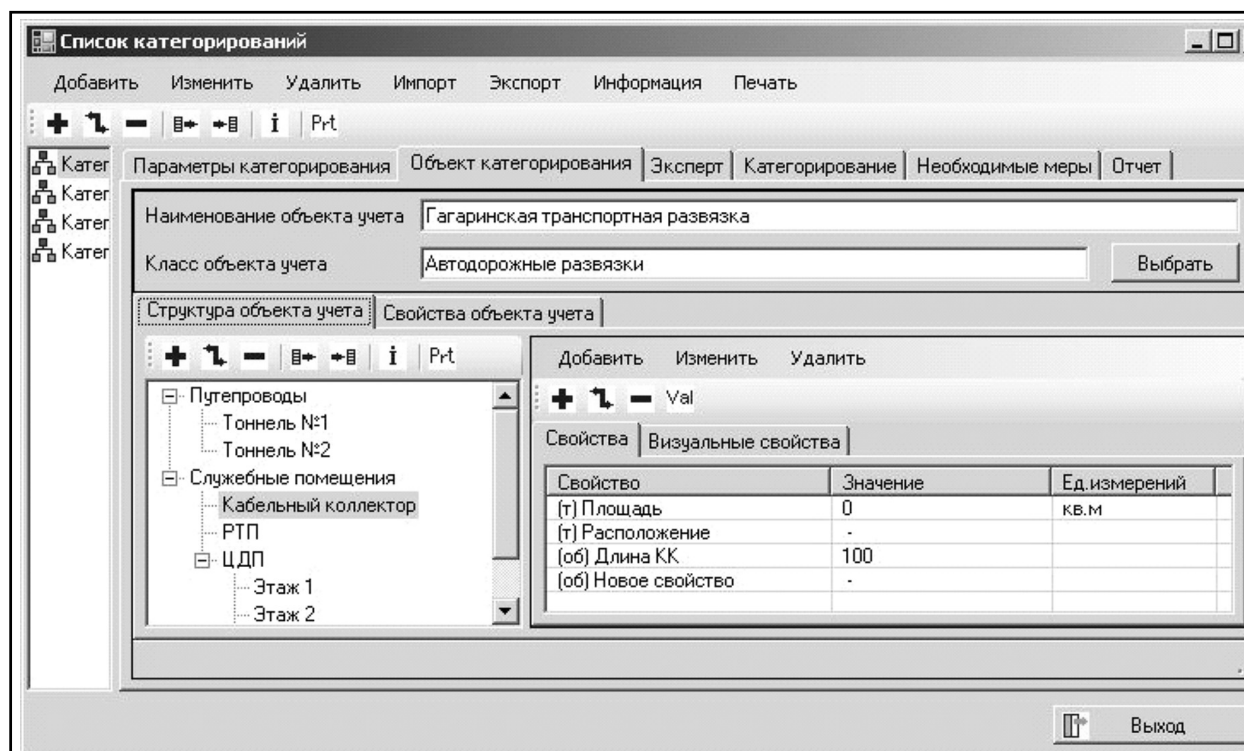 Список категорирований
Добавить Изменить Удалить Импорт Экспорт Информация Печать
i Prt
Катег
Катег
Катег
Катег
Параметры категорирования Объект категорирования Эксперт Категорирование Необходимые меры Отчет
Наименование объекта учета Гагаринская транспортная развязка
Класс объекта учета Автодорожные развязки Выбрать
Структура объекта учета Свойства объекта учета
i Prt
Путепроводы
Тоннель №1
Тоннель №2
Служебные помещения
Кабельный коллектор
РТП
ЦДП
Этаж 1
Этаж 2
Добавить Изменить Удалить
Val
Свойства Визуальные свойства
Свойство Значение Ед.измерений
(т) Площадь 0 кв.м
(т) Расположение -
(об) Длина КК 100
(об) Новое свойство -
Выход